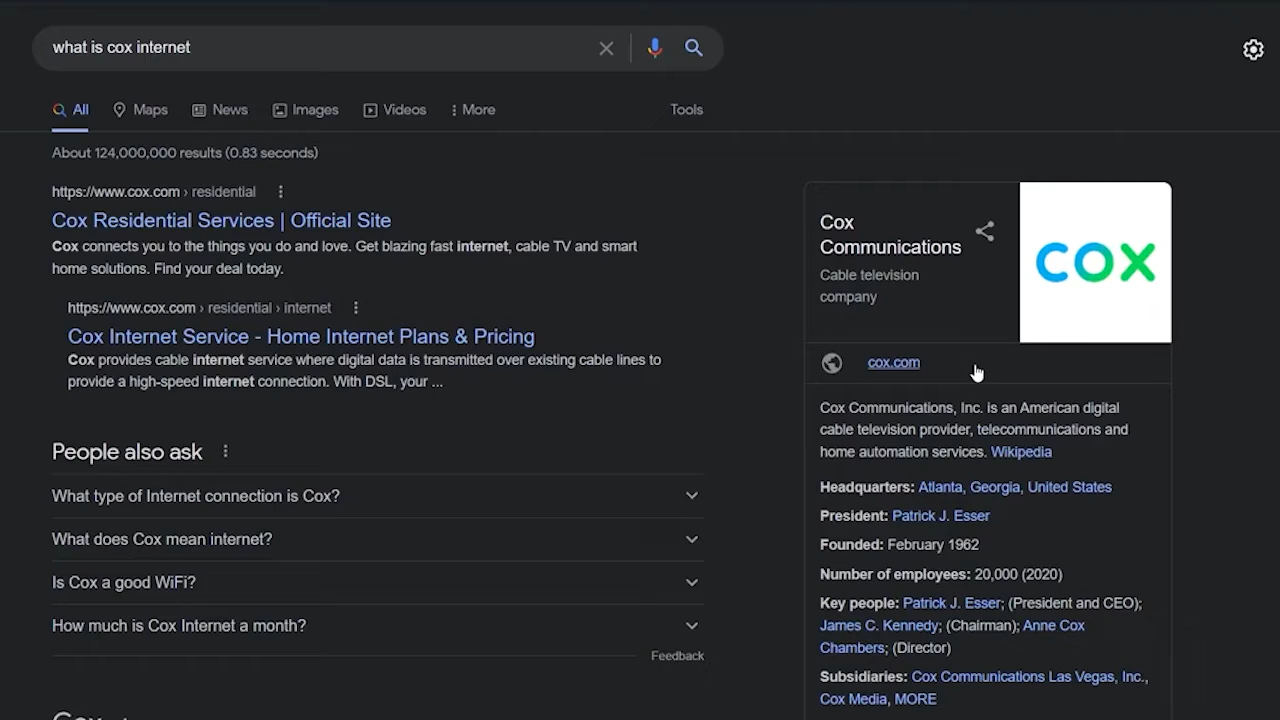 what is cox internet
All
Maps
News
Images
Videos
More
Tools
About 124,000,000 results (0.83 seconds)
https://www.cox.com › residential
Cox Residential Services | Official Site
Cox connects you to the things you do and love. Get blazing fast internet, cable TV and smart
home solutions. Find your deal today.
https://www.cox.com › residential › internet
Cox Internet Service - Home Internet Plans & Pricing
Cox provides cable internet service where digital data is transmitted over existing cable lines to
provide a high-speed internet connection. With DSL, your ...
People also ask
What type of Internet connection is Cox?
What does Cox mean internet?
Is Cox a good WiFi?
How much is Cox Internet a month?
Feedback
Cox
Communications
Cable television
company
COX
cox.com
Cox Communications, Inc. is an American digital
cable television provider, telecommunications and
home automation services. Wikipedia
Headquarters: Atlanta, Georgia, United States
President: Patrick J. Esser
Founded: February 1962
Number of employees: 20,000 (2020)
Key people: Patrick J. Esser; (President and CEO);
James C. Kennedy; (Chairman); Anne Cox
Chambers; (Director)
Subsidiaries: Cox Communications Las Vegas, Inc.,
Cox Media, MORE